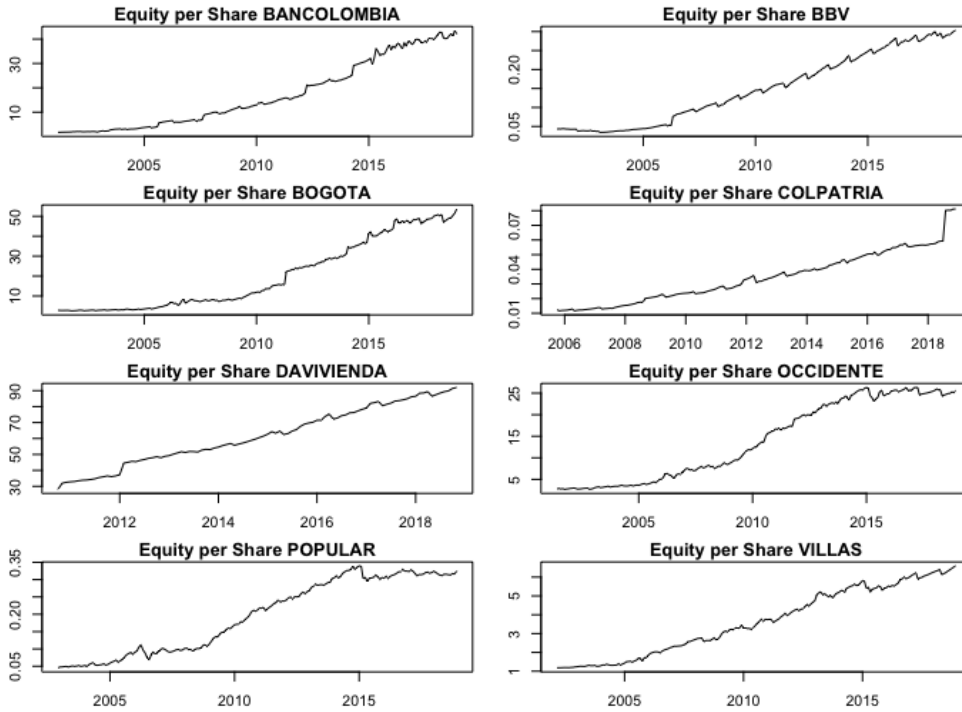 Equity per Share BANCOLOMBIA
30
10
2005 2010 2015
Equity per Share BBV
0.20
0.05
2005 2010 2015
Equity per Share BOGOTA
50
30
10
2005 2010 2015
Equity per Share COLPATRIA
0.07
0.04
0.01
2006 2008 2010 2012 2014 2016 2018
Equity per Share DAVIVIENDA
90
70
50
30
2012 2014 2016 2018
Equity per Share OCCIDENTE
25
15
5
2005 2010 2015
Equity per Share POPULAR
0.35
0.20
0.05
2005 2010 2015
Equity per Share VILLAS
5
3
1
2005 2010 2015